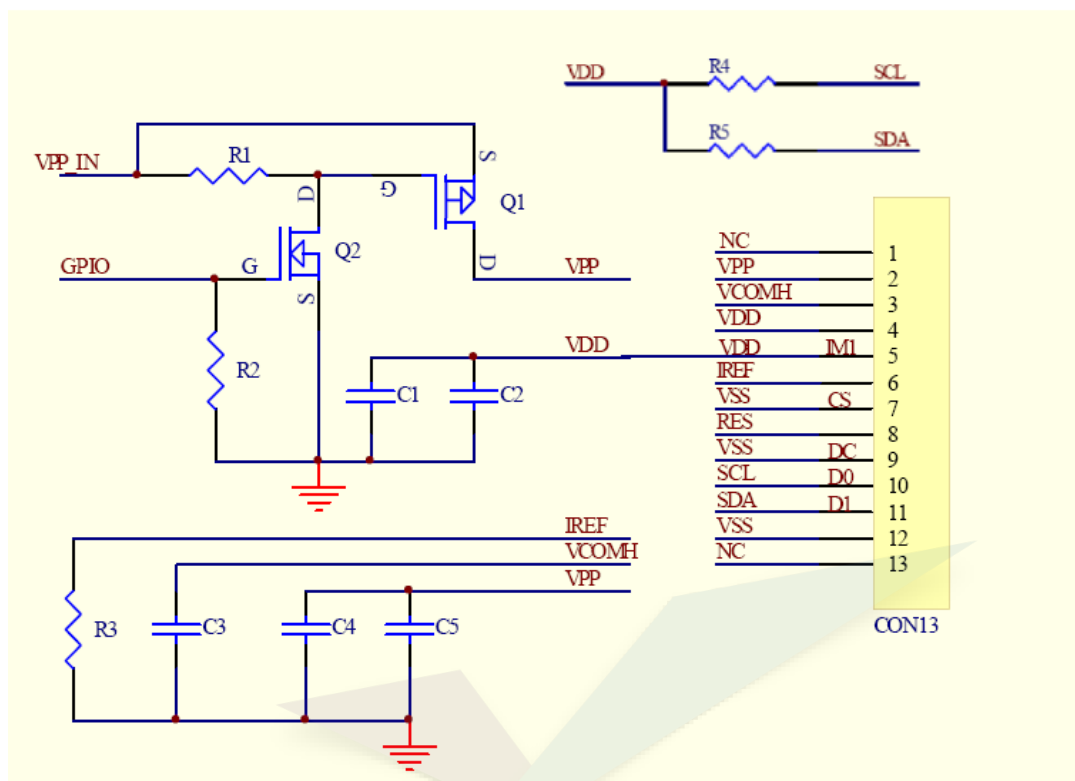 VDD
R4
SCL
R5
SDA
VPP_IN
R1
D
G
S
Q1
D
VPP
GPIO
G
Q2
S
R2
VDD
C1
C2
NC
1
VPP
2
VCOMH
3
VDD
4
VDD IM1
5
IREF
6
VSS CS
7
RES
8
VSS DC
9
SCL D0
10
SDA D1
11
VSS
12
NC
13
CON13
IREF
VCOMH
VPP
R3
C3
C4
C5